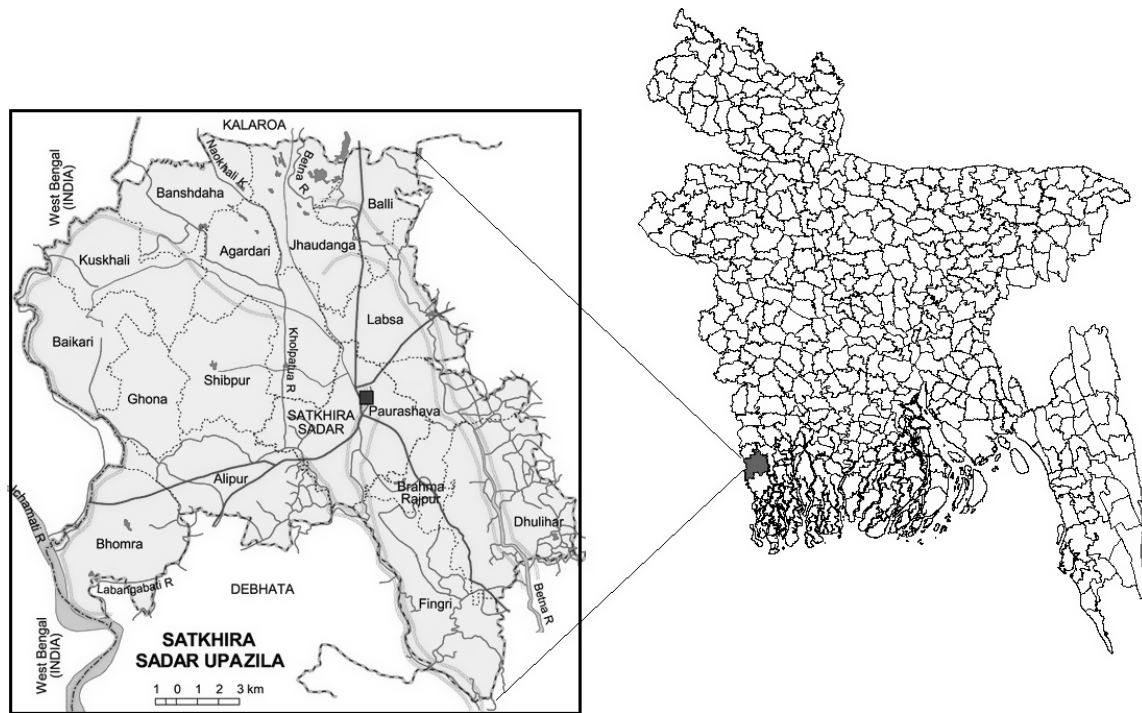 KALAROA
West Bengal
(INDIA)
Naokhali K.
Betna R
Banshdaha
Balli
Agardari
Jhaudanga
Kuskhali
Labsa
Baikari
Kholpatua R
Shibpur
Ghona
Paurashava
SATKHIRA
SADAR
Alipur
Brahma
Rajpur
Ichamati R
Dhulihar
Bhomra
Labangabati R
DEBHATA
Betna R
Fingri
West Bengal
(INDIA)
SATKHIRA
SADAR UPAZILA
1 0 1 2 3 km